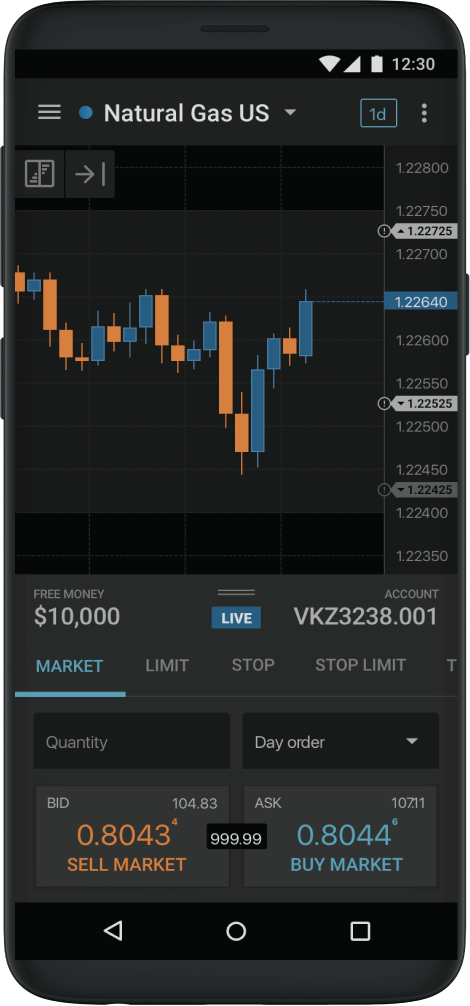 12:30
Natural Gas US
1d
1.22800
1.22750
1.22725
1.22700
1.22640
1.22600
1.22550
1.22525
1.22500
1.22450
1.22425
1.22400
1.22350
FREE MONEY
ACCOUNT
$10,000
LIVE
VKZ3238.001
MARKET LIMIT STOP STOP LIMIT T
Quantity
Day order
BID 104.83 ASK 107.11
0.8043 4 999.99 0.8044 6
SELL MARKET BUY MARKET